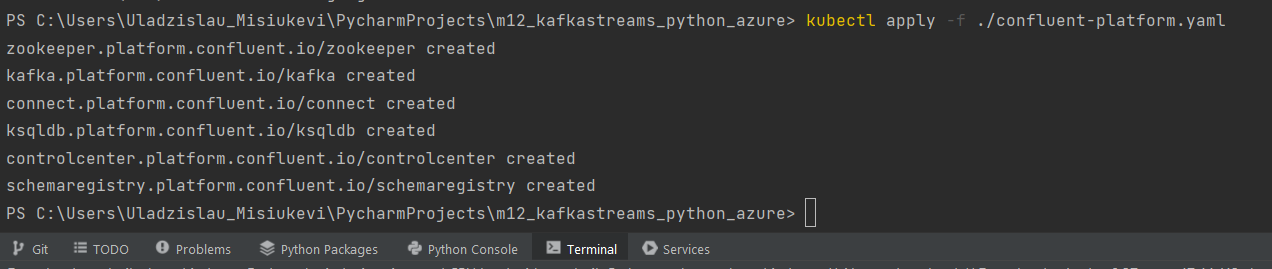 PS C:\Users\Uladzislau_Misiukevi\PycharmProjects\m12_kafkastreams_python_azure> kubectl apply -f ./confluent-platform.yaml
zookeeper.platform.confluent.io/zookeeper created
kafka.platform.confluent.io/kafka created
connect.platform.confluent.io/connect created
ksqldb.platform.confluent.io/ksqldb created
controlcenter.platform.confluent.io/controlcenter created
schemaregistry.platform.confluent.io/schemaregistry created
PS C:\Users\Uladzislau_Misiukevi\PycharmProjects\m12_kafkastreams_python_azure>
Git TODO Problems Python Packages Python Console Terminal Services